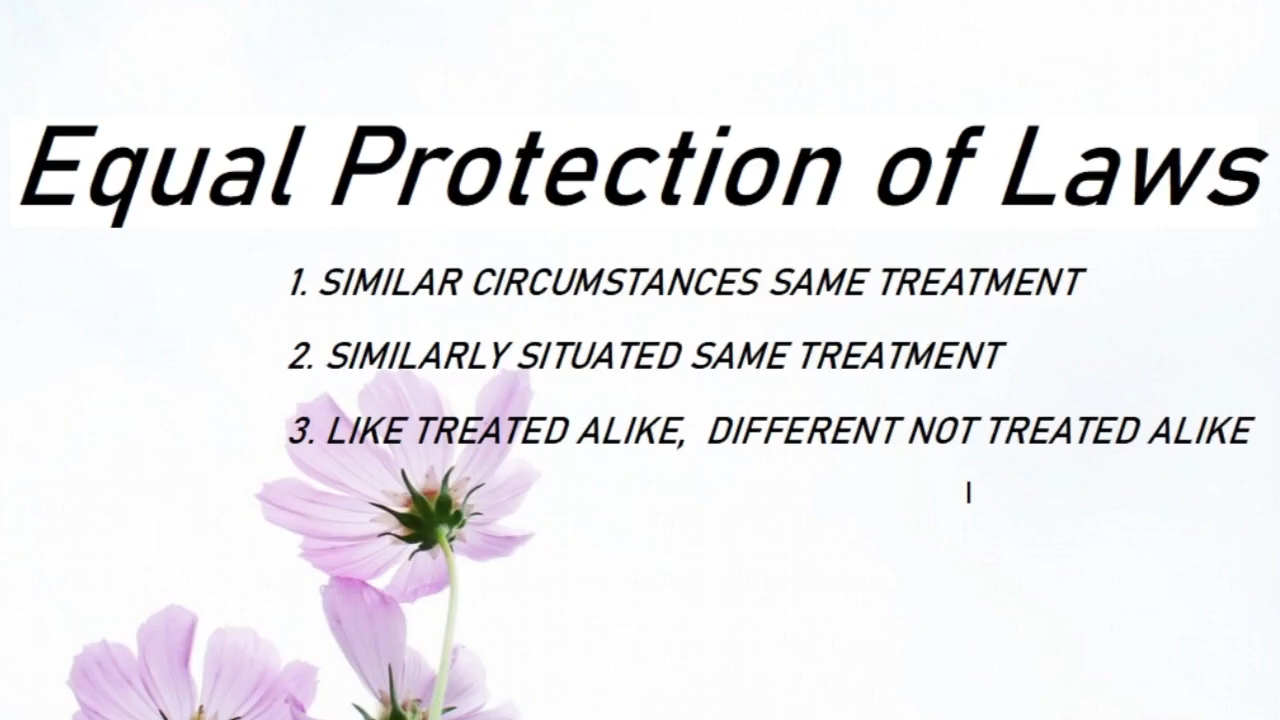 Equal Protection of Laws
1. SIMILAR CIRCUMSTANCES SAME TREATMENT
2. SIMILARLY SITUATED SAME TREATMENT
3. LIKE TREATED ALIKE, DIFFERENT NOT TREATED ALIKE